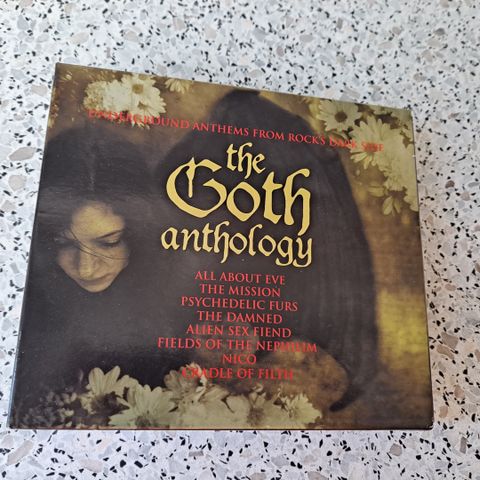 UNDERGROUND ANTHEMS FROM ROCK'S DARK SIDE
the
Goth
anthology
ALL ABOUT EVE
THE MISSION
PSYCHEDELIC FURS
THE DAMNED
ALIEN SEX FIEND
FIELDS OF THE NEPHILIM
NICO
CRADLE OF FILTH